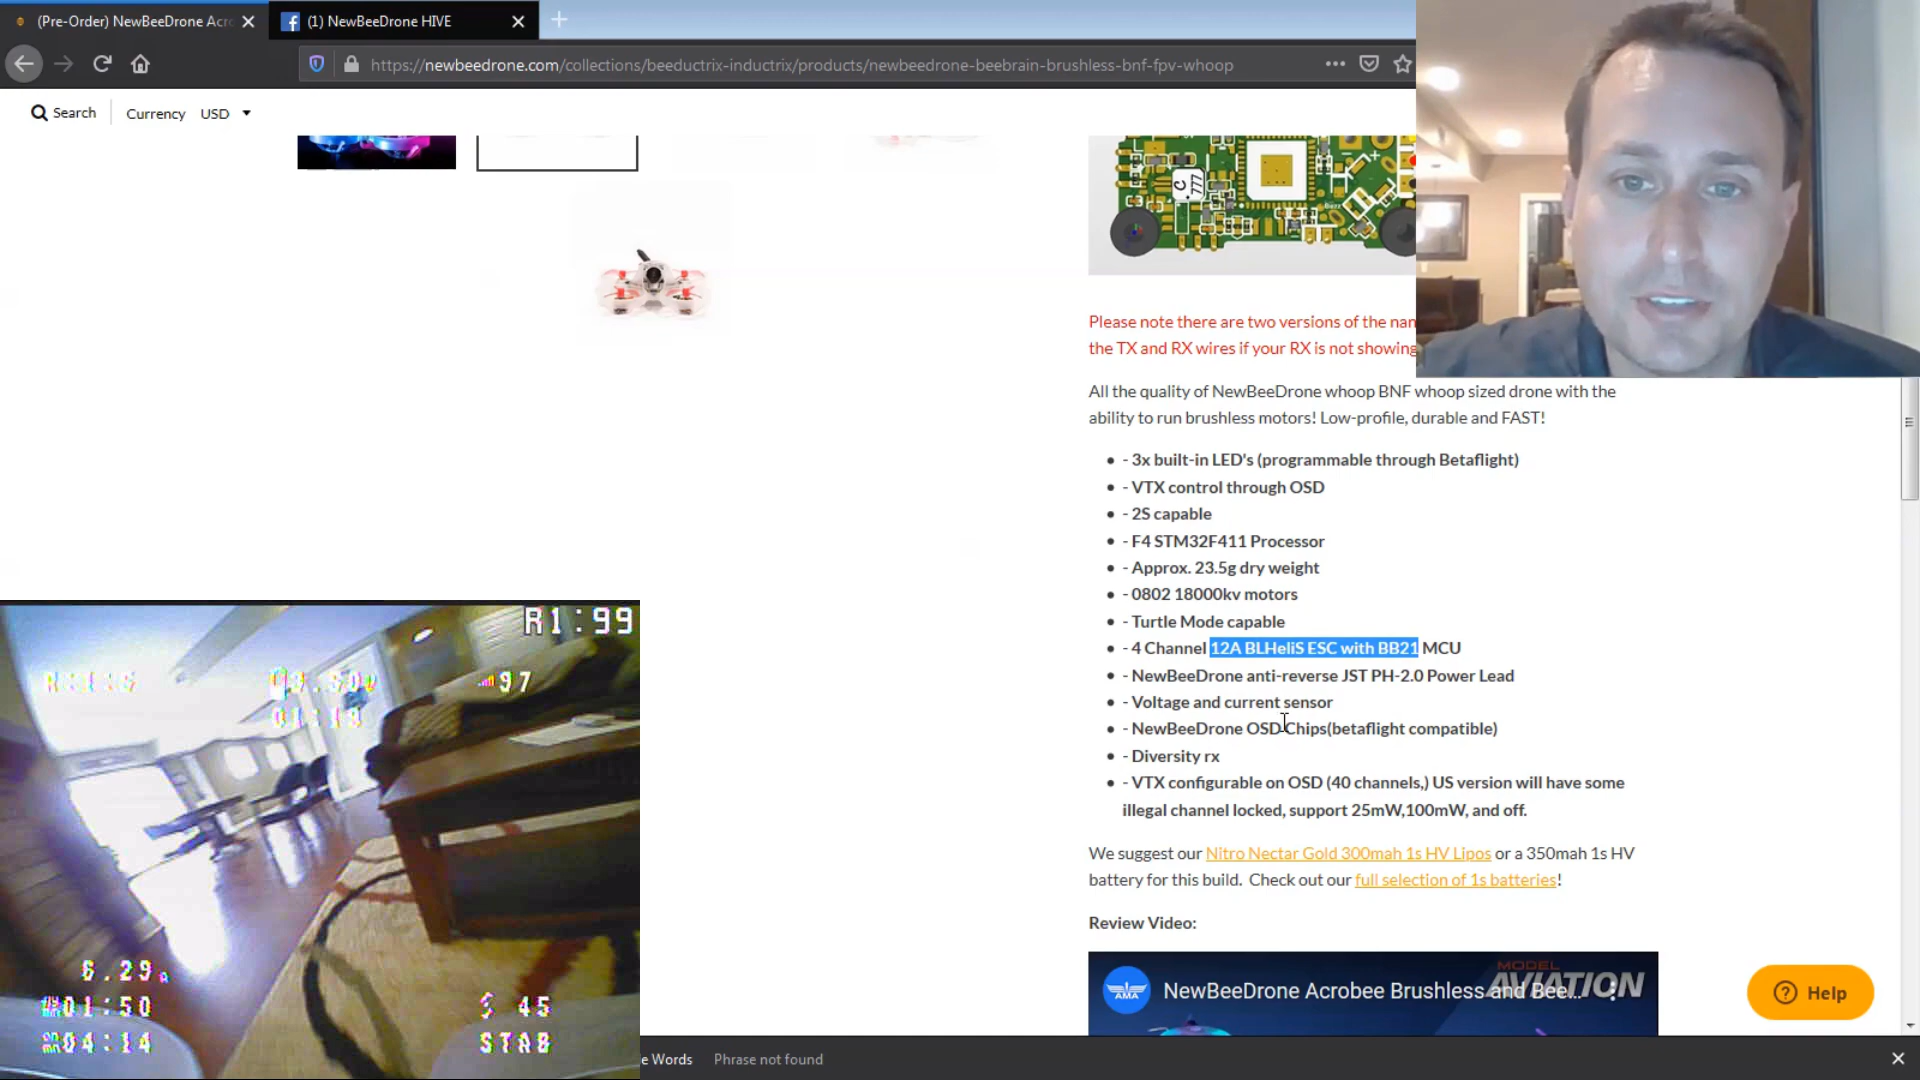 (Pre-Order) NewBeeDrone Acro
(1) NewBeeDrone HIVE
https://newbeedrone.com/collections/beeductrix-inductrix/products/newbeedrone-beebrain-brushless-bnf-fpv-whoop
Search
Currency USD
C
777
Please note there are two versions of the nan
the TX and RX wires if your RX is not showing
All the quality of NewBeeDrone whoop BNF whoop sized drone with the
ability to run brushless motors! Low-profile, durable and FAST!
- 3x built-in LED's (programmable through Betaflight)
- VTX control through OSD
- 2S capable
- F4 STM32F411 Processor
- Approx. 23.5g dry weight
- 0802 18000kv motors
- Turtle Mode capable
- 4 Channel 12A BLHeliS ESC with BB21 MCU
- NewBeeDrone anti-reverse JST PH-2.0 Power Lead
- Voltage and current sensor
- NewBeeDrone OSD Chips(betaflight compatible)
- Diversity rx
- VTX configurable on OSD (40 channels,) US version will have some
illegal channel locked, support 25mW,100mW, and off.
We suggest our Nitro Nectar Gold 300mah 1s HV Lipos or a 350mah 1s HV
battery for this build. Check out our full selection of 1s batteries!
Review Video:
AMA
NewBeeDrone Acrobee Brushless and Bee...
MODEL
AVIATION
Help
e Words
Phrase not found
R1:99
97
01:18
6.29A
01:50
45
04:14
STAB